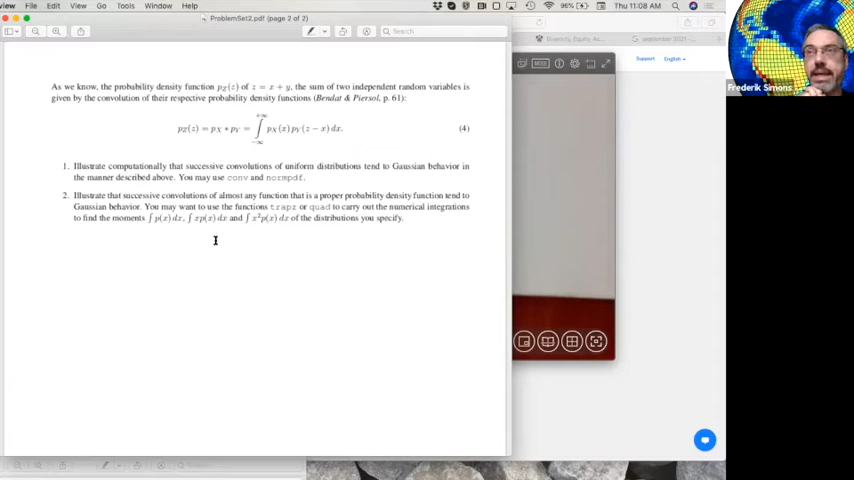 view File Edit View Go Tools Window Help 96% Thu 11:08 AM
ProblemSet2.pdf (page 2 of 2)
Search
Diversity, Equity
september 2021
Support English
MODE
Frederik Simons
As we know, the probability density function p_Z(z) of z = x + y, the sum of two independent random variables is
given by the convolution of their respective probability density functions (Bendat & Piersol, p. 61):
p_Z(z) = p_X ∗ p_Y = ∫_{−∞}^{+∞} p_X(x) p_Y(z − x) dx. (4)
1. Illustrate computationally that successive convolutions of uniform distributions tend to Gaussian behavior in
the manner described above. You may use conv and normpdf.
2. Illustrate that successive convolutions of almost any function that is a proper probability density function tend to
Gaussian behavior. You may want to use the functions trapz or quad to carry out the numerical integrations
to find the moments ∫ p(x) dx, ∫ xp(x) dx and ∫ x²p(x) dx of the distributions you specify.